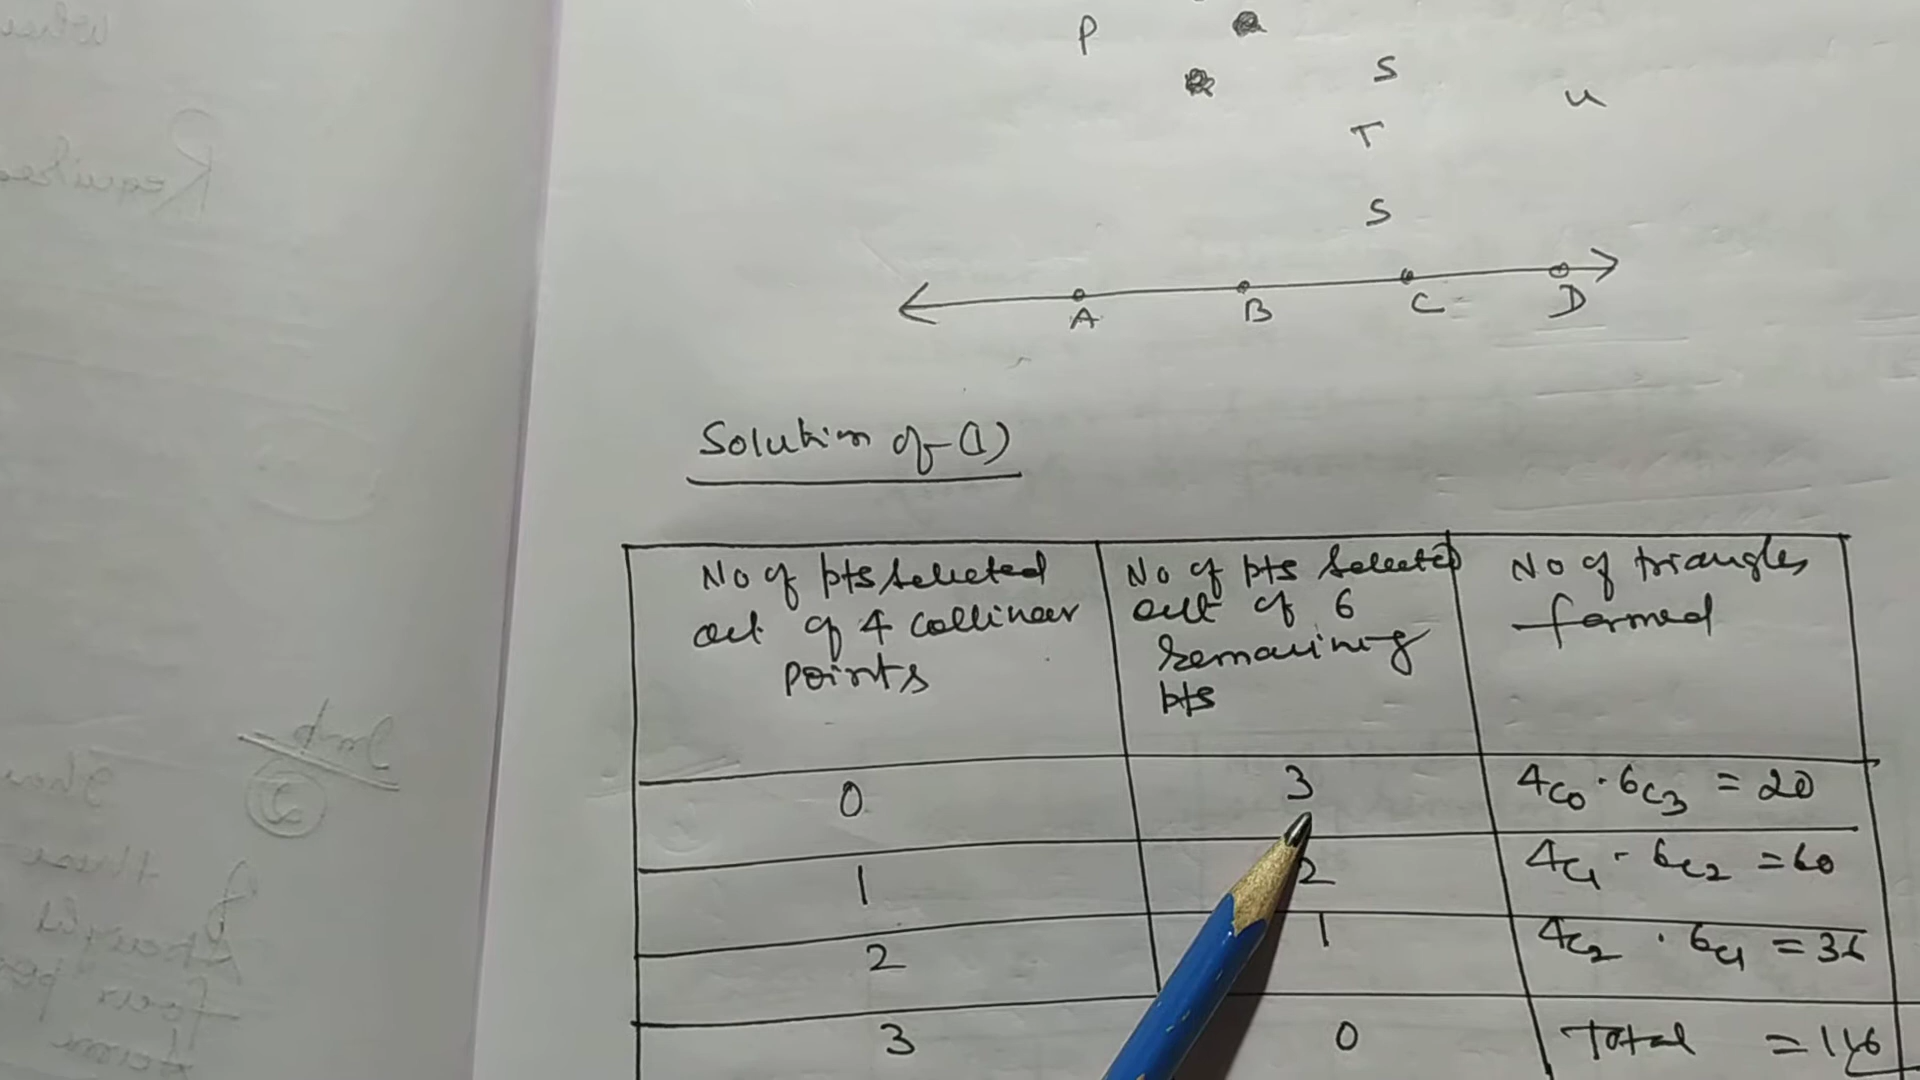 P
S
U
T
S
A B C D
Solution of (1)
No of pts selected out of 4 collinear points
No of pts selected out of 6 remaining pts
No of triangles formed
0 3 4c0 · 6c3 = 20
1 2 4c1 · 6c2 = 60
2 1 4c2 · 6c1 = 36
3 0 Total = 116